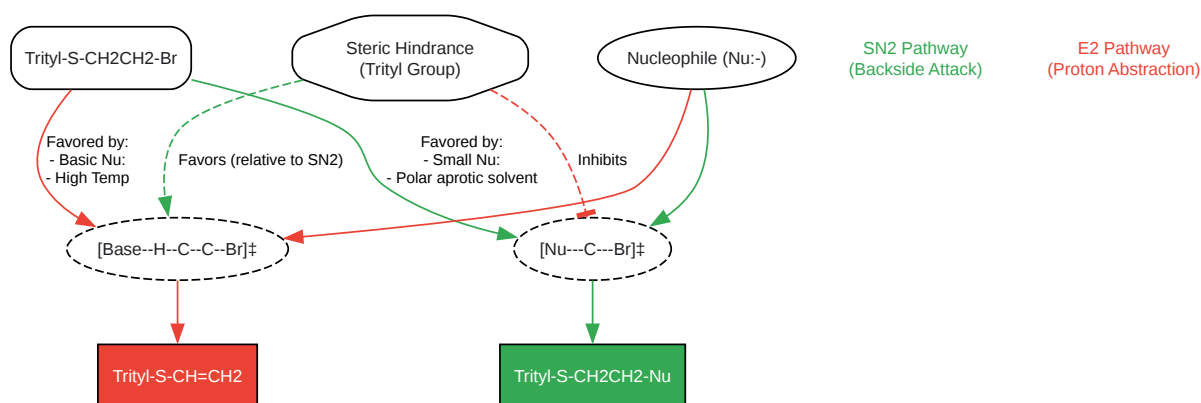 Trityl-S-CH2CH2-Br
Steric Hindrance
(Trityl Group)
Nucleophile (Nu:-)
SN2 Pathway
(Backside Attack)
E2 Pathway
(Proton Abstraction)
Favored by:
- Basic Nu:
- High Temp
Favors (relative to SN2)
Favored by:
- Small Nu:
- Polar aprotic solvent
Inhibits
[Base--H--C--C--Br]‡
[Nu---C---Br]‡
Trityl-S-CH=CH2
Trityl-S-CH2CH2-Nu